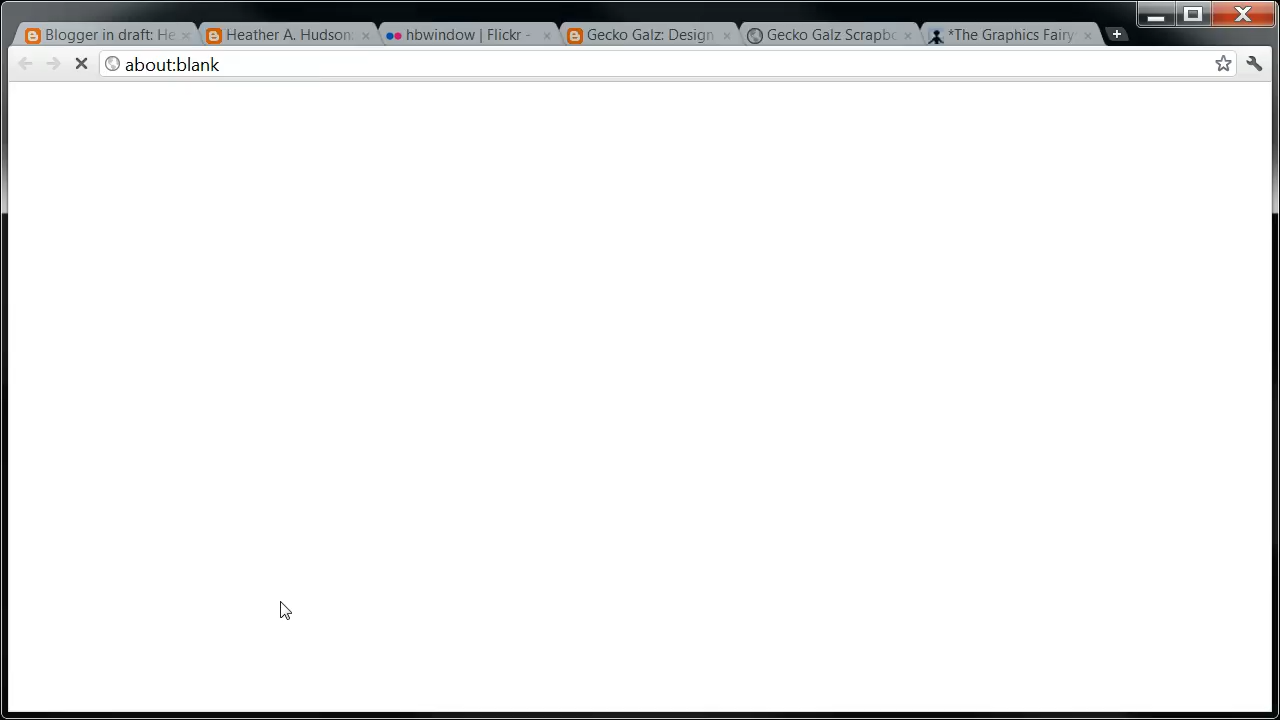 Blogger in draft: He
Heather A. Hudson:
hbwindow | Flickr -
Gecko Galz: Design
Gecko Galz Scrapbo
*The Graphics Fairy
about:blank